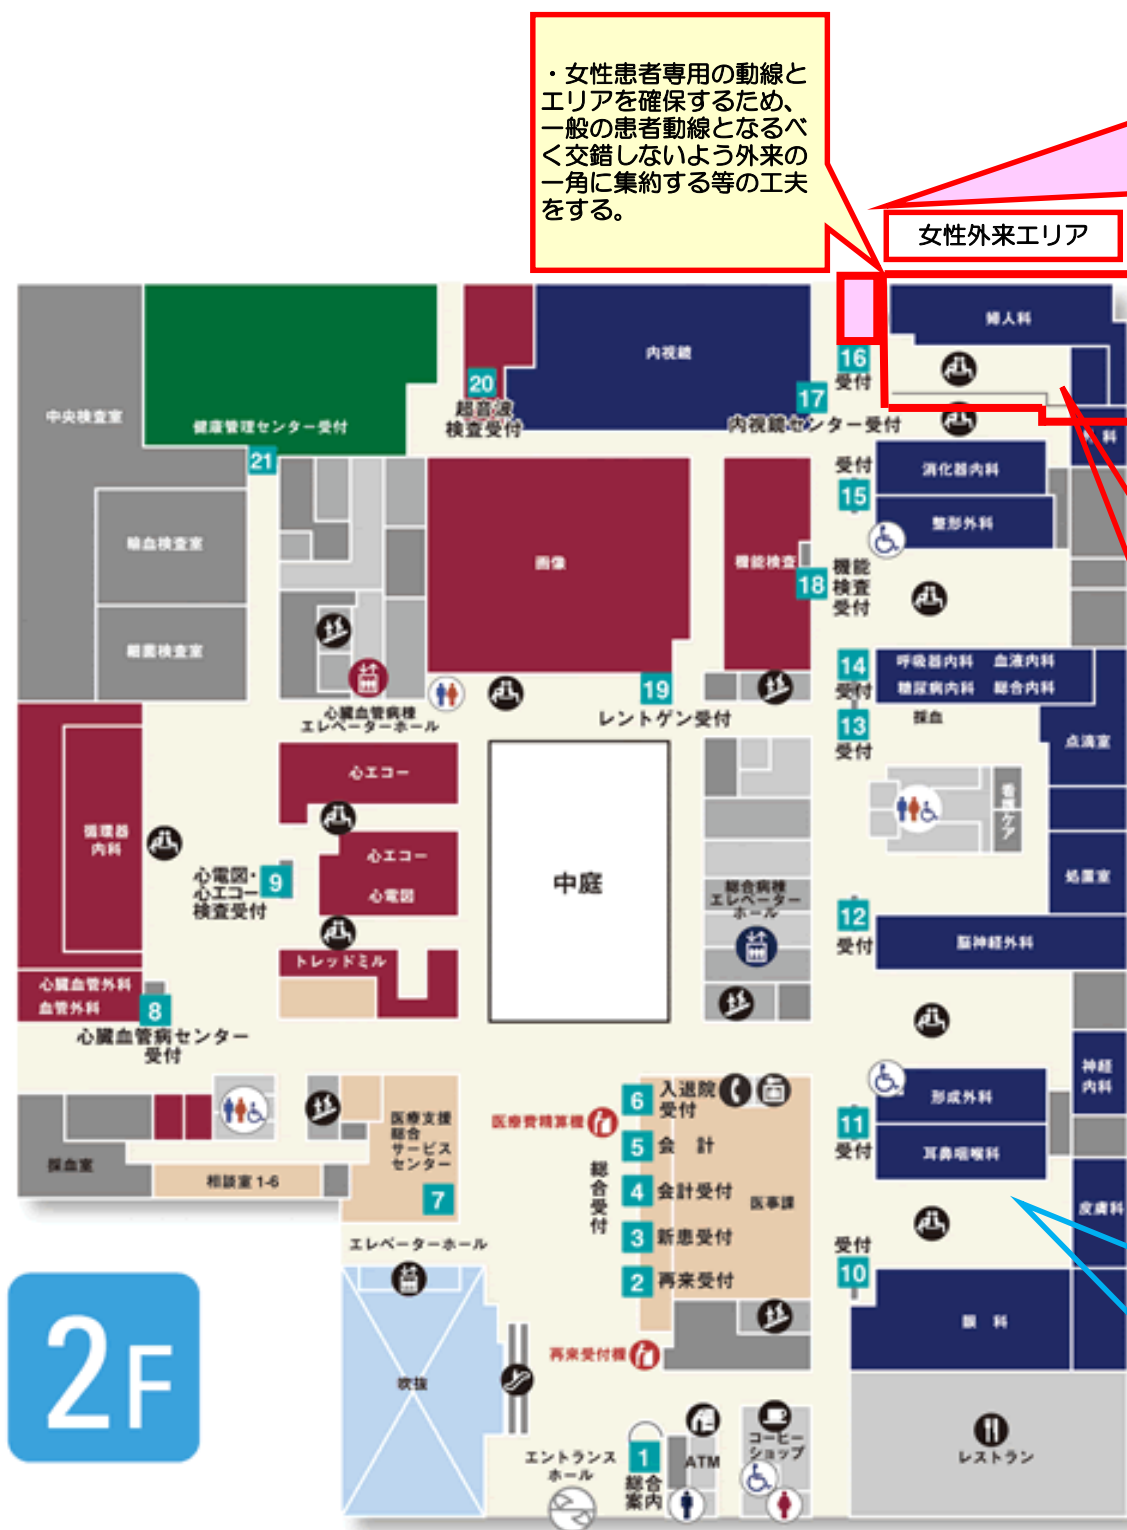 ・女性患者専用の動線と
エリアを確保するため、
一般の患者動線となるべ
く交錯しないよう外来の
一角に集約する等の工夫
をする。
女性外来エリア
婦人科
内視鏡
16
受付
20
超音波
検査受付
17
内視鏡センター受付
中央検査室
健康管理センター受付
21
科
受付
15
消化器内科
整形外科
輸血検査室
画像
機能検査
18
機能
検査
受付
細菌検査室
14
受付
呼吸器内科 血液内科
糖尿病内科 総合内科
採血
13
受付
19
レントゲン受付
心臓血管病棟
エレベーターホール
点滴室
心エコー
看護ケア
循環器
内科
心エコー
心電図
心電図・
心エコー
検査受付
9
中庭
処置室
総合病棟
エレベーター
ホール
12
受付
脳神経外科
トレッドミル
心臓血管外科
血管外科
8
心臓血管病センター
受付
神経
内科
形成外科
11
受付
耳鼻咽喉科
医療支援
総合
サービス
センター
7
医療費精算機
6
入退院
受付
5
会 計
4
会計受付
3
新患受付
2
再来受付
総合受付
医事課
採血室
相談室 1-6
皮膚科
受付
10
眼 科
エレベーターホール
吹抜
再来受付機
2F
エントランス
ホール
1
総合
案内
ATM
コーヒー
ショップ
レストラン